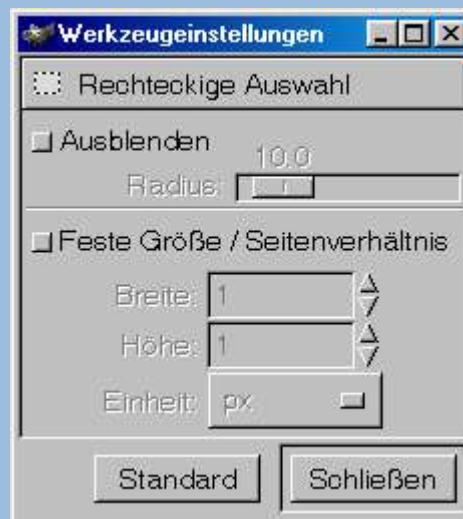 Werkzeugeinstellungen
Rechteckige Auswahl
Ausblenden
10.0
Radius:
Feste Größe / Seitenverhältnis
Breite: 1
Höhe: 1
Einheit: px
Standard Schließen